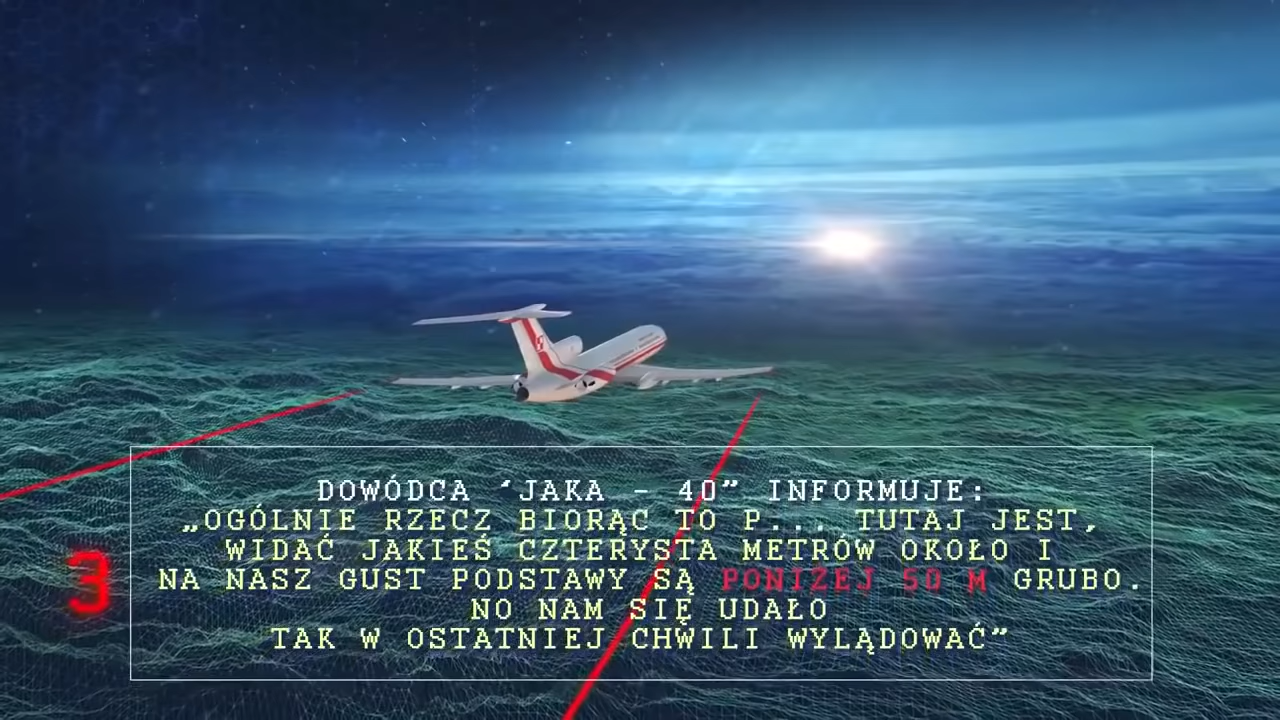 DOWÓDCA ‘JAKA - 40” INFORMUJE:
„OGÓLNIE RZECZ BIORĄC TO P... TUTAJ JEST,
WIDAĆ JAKIEŚ CZTERYSTA METRÓW OKOŁO I
NA NASZ GUST PODSTAWY SĄ PONIŻEJ 50 M GRUBO.
NO NAM SIĘ UDAŁO
TAK W OSTATNIEJ CHWILI WYLĄDOWAĆ”
3